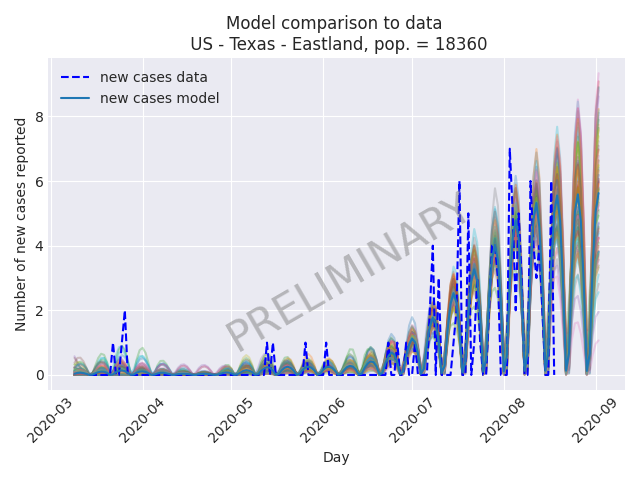 Model comparison to data
US - Texas - Eastland, pop. = 18360
new cases data
new cases model
Number of new cases reported
8
6
4
2
0
PRELIMINARY
2020-03
2020-04
2020-05
2020-06
2020-07
2020-08
2020-09
Day